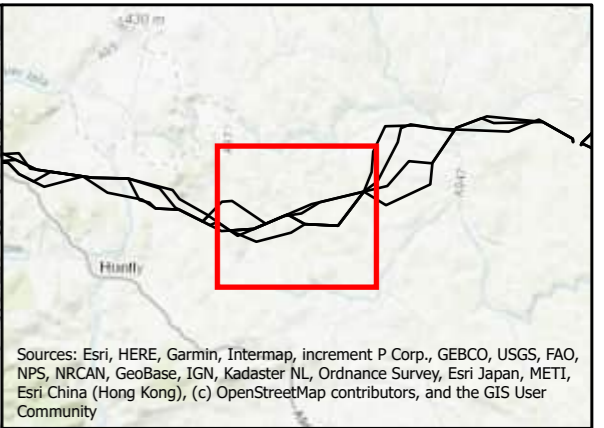 430 m
Huntly
A947
Sources: Esri, HERE, Garmin, Intermap, increment P Corp., GEBCO, USGS, FAO,
NPS, NRCAN, GeoBase, IGN, Kadaster NL, Ordnance Survey, Esri Japan, METI,
Esri China (Hong Kong), (c) OpenStreetMap contributors, and the GIS User
Community